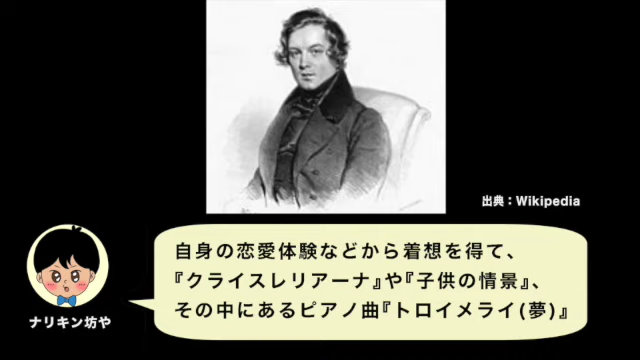 出典：Wikipedia
自身の恋愛体験などから着想を得て、
『クライスレリアーナ』や『子供の情景』、
その中にあるピアノ曲『トロイメライ(夢)』
ナリキン坊や